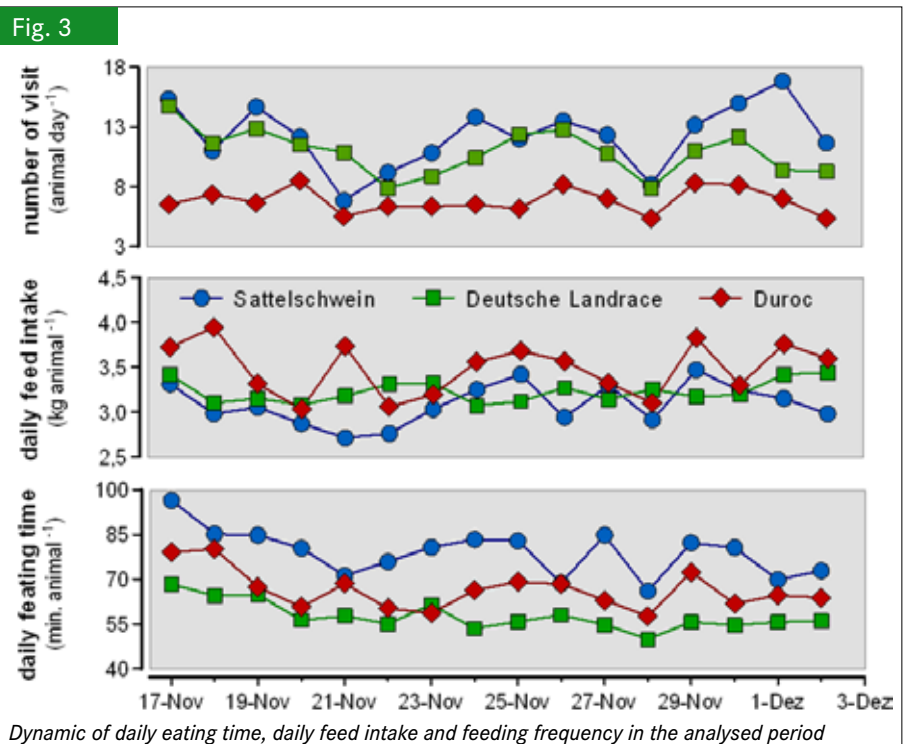 Fig. 3
number of visit
(animal day⁻¹)
18
13
8
3
daily feed intake
(kg animal⁻¹)
4,5
4,0
3,5
3,0
2,5
Sattelschwein Deutsche Landrace Duroc
daily feating time
(min. animal⁻¹)
100
85
70
55
40
17-Nov 19-Nov 21-Nov 23-Nov 25-Nov 27-Nov 29-Nov 1-Dez 3-Dez
Dynamic of daily eating time, daily feed intake and feeding frequency in the analysed period